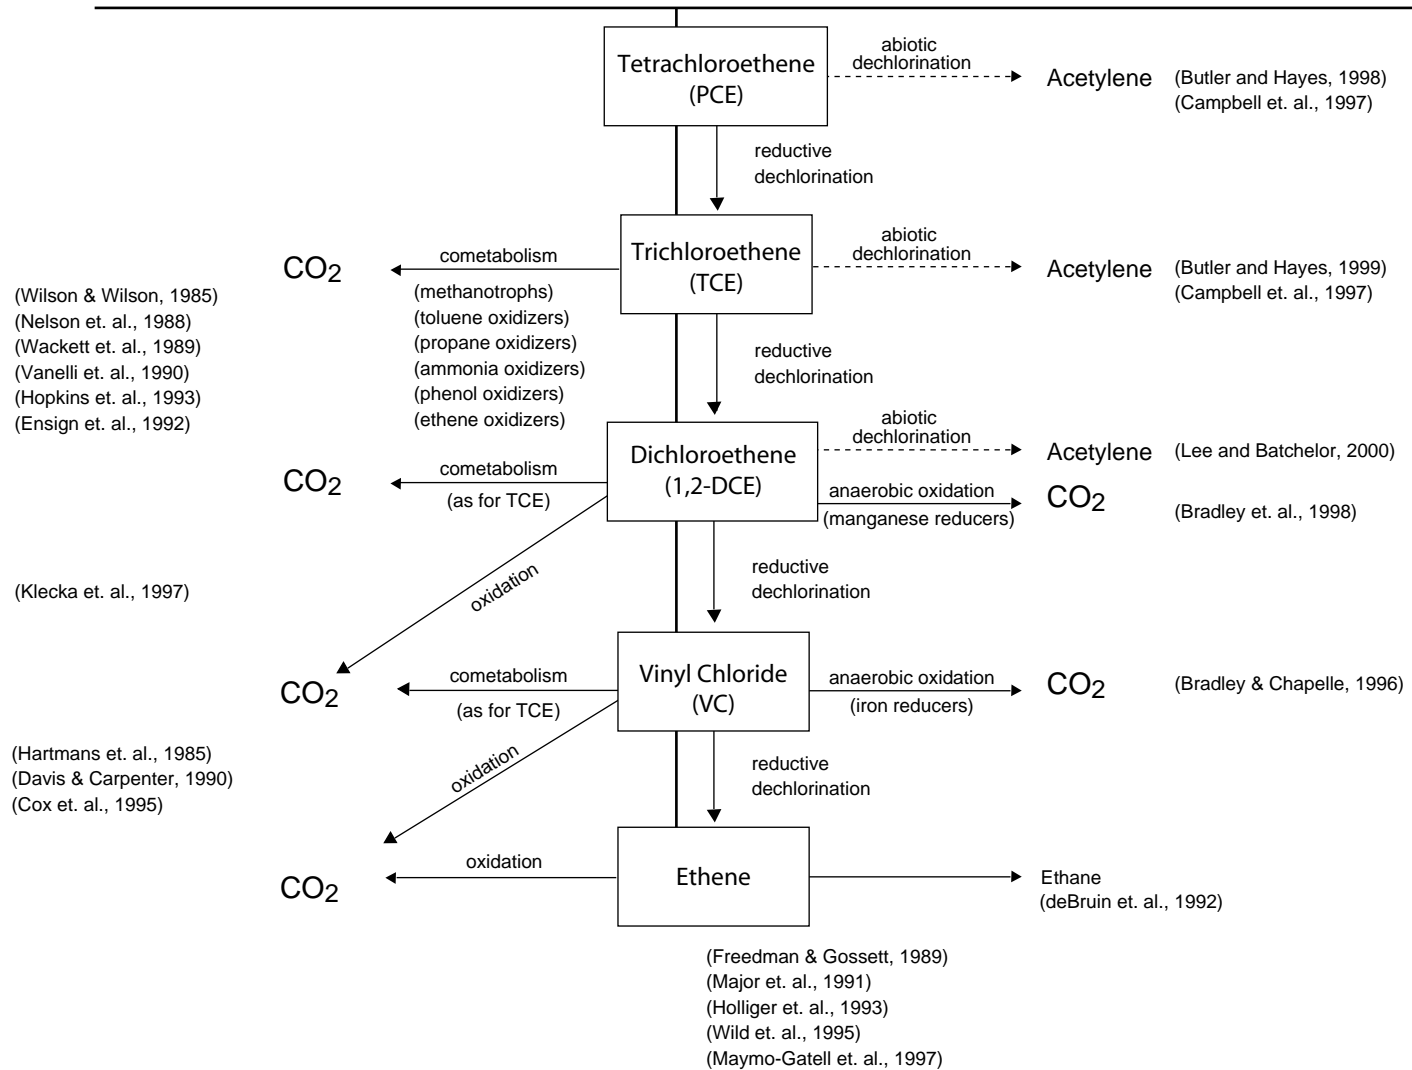 Tetrachloroethene
(PCE)
abiotic
dechlorination
Acetylene
(Butler and Hayes, 1998)
(Campbell et. al., 1997)
reductive
dechlorination
CO2
cometabolism
(methanotrophs)
(toluene oxidizers)
(propane oxidizers)
(ammonia oxidizers)
(phenol oxidizers)
(ethene oxidizers)
(Wilson & Wilson, 1985)
(Nelson et. al., 1988)
(Wackett et. al., 1989)
(Vanelli et. al., 1990)
(Hopkins et. al., 1993)
(Ensign et. al., 1992)
Trichloroethene
(TCE)
abiotic
dechlorination
Acetylene
(Butler and Hayes, 1999)
(Campbell et. al., 1997)
reductive
dechlorination
CO2
cometabolism
(as for TCE)
Dichloroethene
(1,2-DCE)
abiotic
dechlorination
Acetylene
(Lee and Batchelor, 2000)
anaerobic oxidation
(manganese reducers)
CO2
(Bradley et. al., 1998)
(Klecka et. al., 1997)
oxidation
reductive
dechlorination
CO2
cometabolism
(as for TCE)
Vinyl Chloride
(VC)
anaerobic oxidation
(iron reducers)
CO2
(Bradley & Chapelle, 1996)
(Hartmans et. al., 1985)
(Davis & Carpenter, 1990)
(Cox et. al., 1995)
oxidation
reductive
dechlorination
CO2
oxidation
Ethene
Ethane
(deBruin et. al., 1992)
(Freedman & Gossett, 1989)
(Major et. al., 1991)
(Holliger et. al., 1993)
(Wild et. al., 1995)
(Maymo-Gatell et. al., 1997)